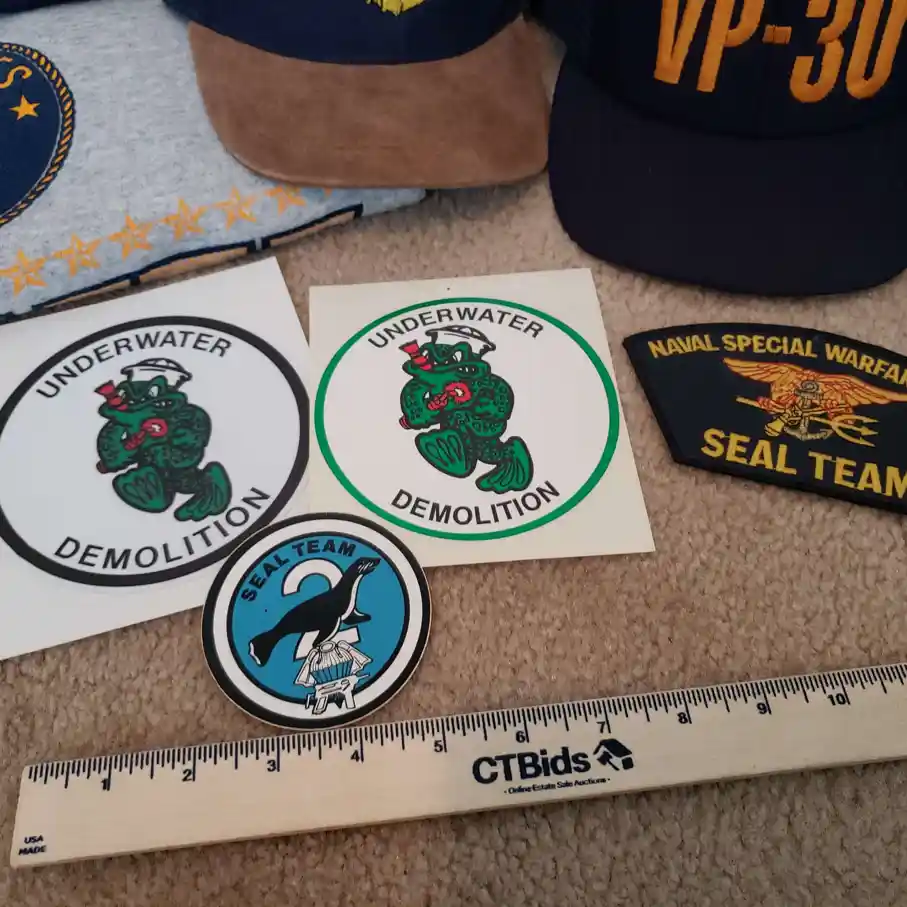 VP-30
UNDERWATER
DEMOLITION
UNDERWATER
DEMOLITION
NAVAL SPECIAL
SEAL TEAM
SEAL TEAM
2
1 2 3 4 5 6 7 8 9 10
CTBids
- Online Estate Sale Auctions -
USA
MADE